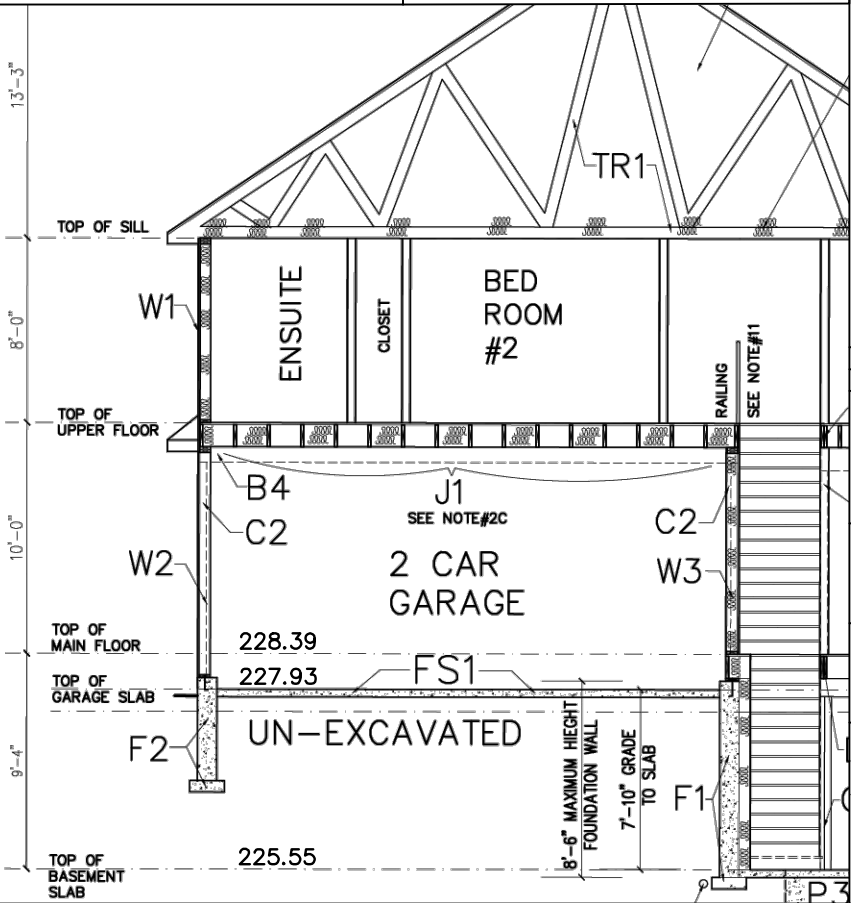 13'-3"
TR1
TOP OF SILL
W1
8'-0"
ENSUITE
CLOSET
BED
ROOM
#2
RAILING
SEE NOTE#11
TOP OF
UPPER FLOOR
B4
J1
SEE NOTE#2C
C2
C2
10'-0"
W2
2 CAR
GARAGE
W3
TOP OF
MAIN FLOOR
228.39
TOP OF
GARAGE SLAB
227.93
FS1
UN-EXCAVATED
F2
9'-4"
8'-6" MAXIMUM HIEGHT
FOUNDATION WALL
7'-10" GRADE
TO SLAB
F1
TOP OF
BASEMENT
SLAB
225.55
P3